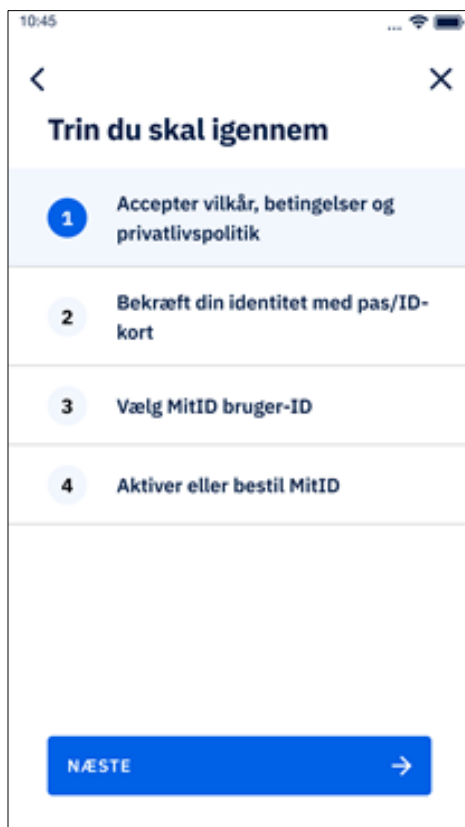 10:45
...
Trin du skal igennem
1
Accepter vilkår, betingelser og
privatlivspolitik
2
Bekræft din identitet med pas/ID-
kort
3
Vælg MitID bruger-ID
4
Aktiver eller bestil MitID
NÆSTE